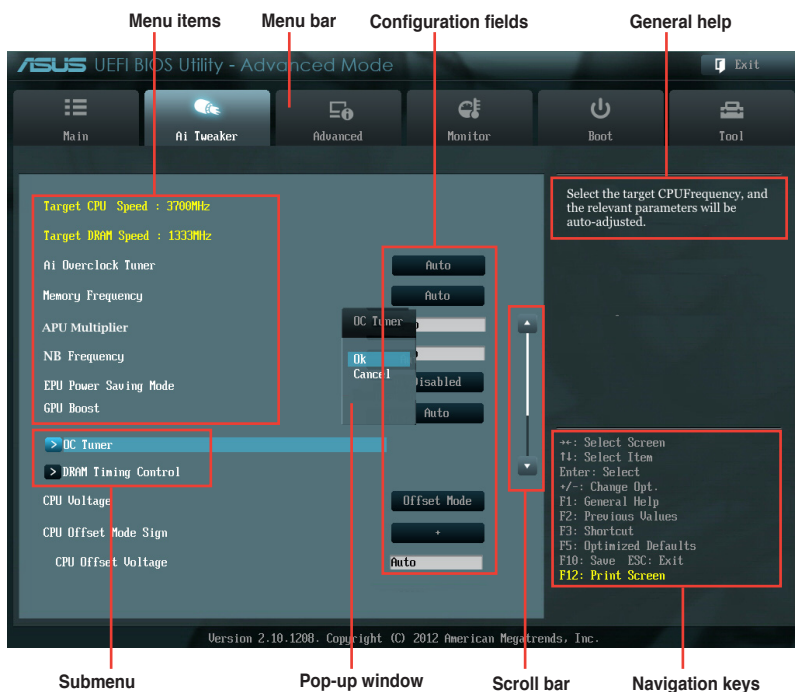 Menu items Menu bar Configuration fields General help
ASUS UEFI BIOS Utility - Advanced Mode Exit
Main Ai Tweaker Advanced Monitor Boot Tool
Target CPU Speed : 3700MHz
Target DRAM Speed : 1333MHz
Ai Overclock Tuner Auto
Memory Frequency Auto
APU Multiplier
NB Frequency
EPU Power Saving Mode isabled
GPU Boost Auto
OC Tuner
Ok
Cancel
> OC Tuner
> DRAM Timing Control
CPU Voltage Offset Mode
CPU Offset Mode Sign +
CPU Offset Voltage Auto
Select the target CPUFrequency, and
the relevant parameters will be
auto-adjusted.
→←: Select Screen
↑↓: Select Item
Enter: Select
+/-: Change Opt.
F1: General Help
F2: Previous Values
F3: Shortcut
F5: Optimized Defaults
F10: Save ESC: Exit
F12: Print Screen
Version 2.10.1208. Copyright (C) 2012 American Megatrends, Inc.
Submenu Pop-up window Scroll bar Navigation keys